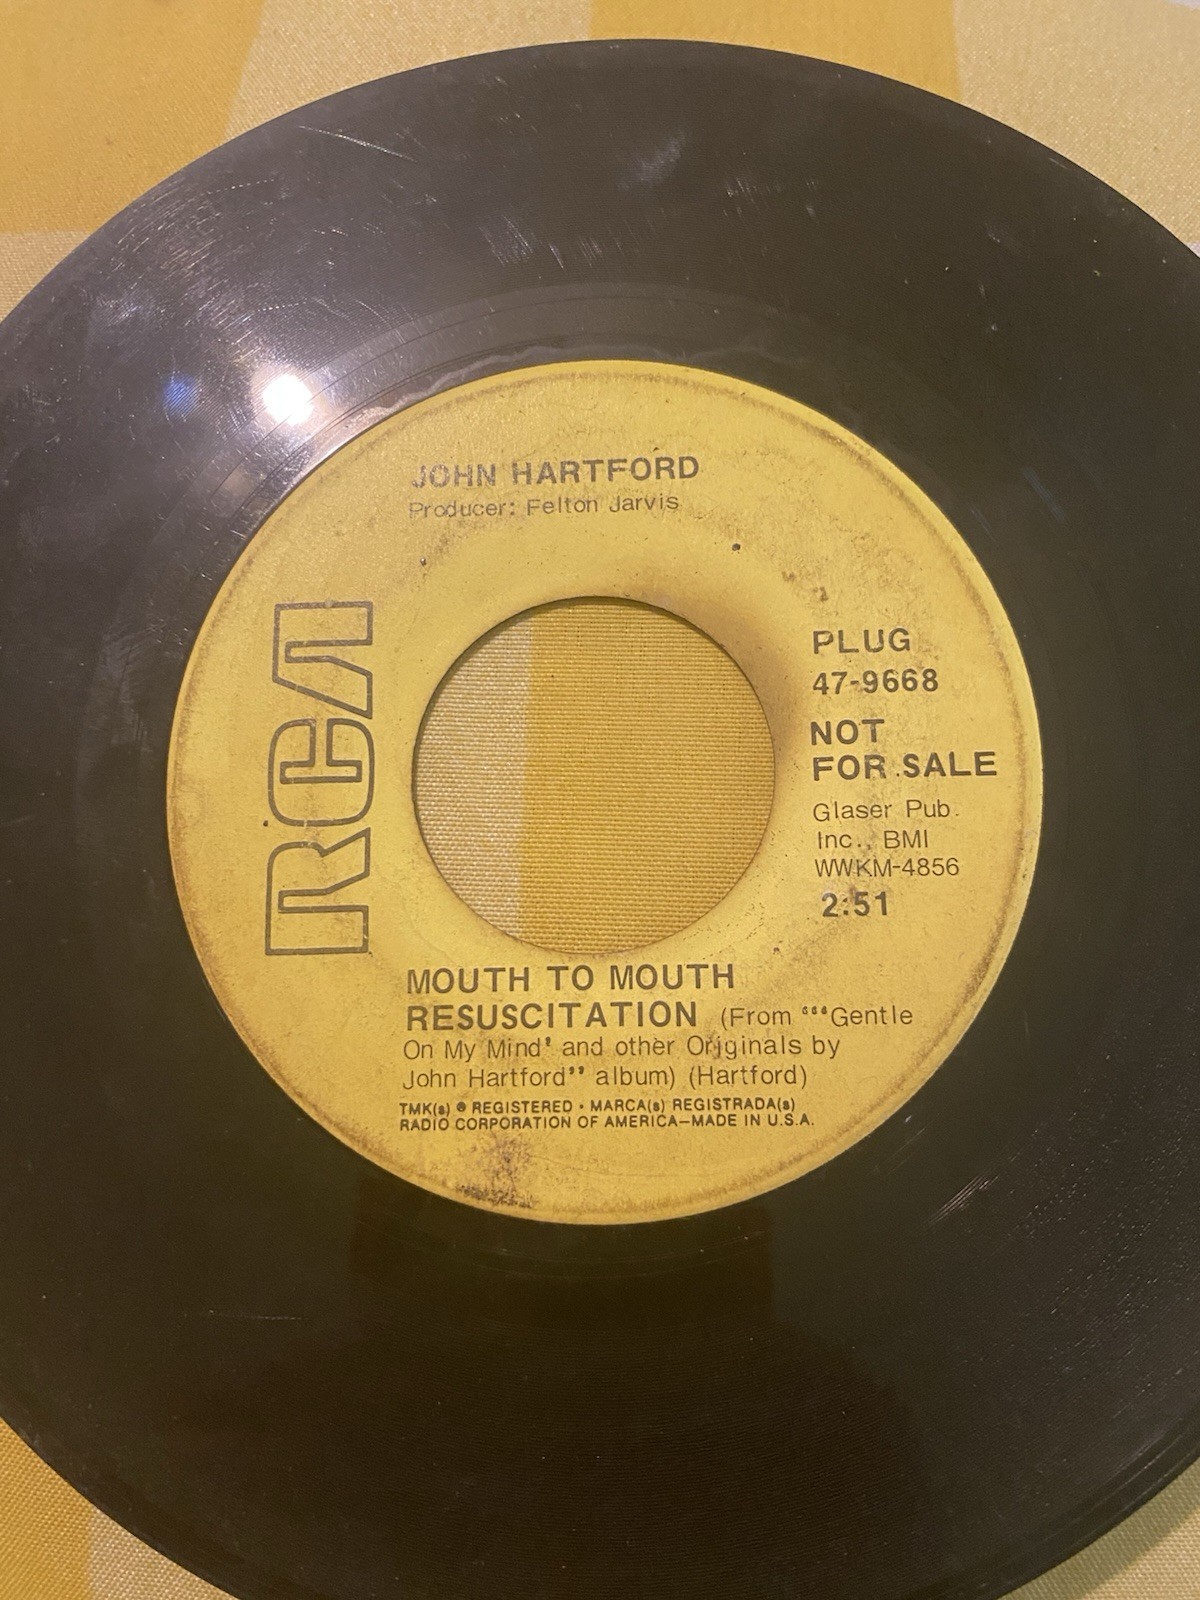 JOHN HARTFORD
Producer: Felton Jarvis
RCA
PLUG
47-9668
NOT
FOR SALE
Glaser Pub.
Inc., BMI
WWKM-4856
2:51
MOUTH TO MOUTH
RESUSCITATION (From “‘Gentle
On My Mind’ and other Originals by
John Hartford” album) (Hartford)
TMK(s) ® REGISTERED • MARCA(s) REGISTRADA(s)
RADIO CORPORATION OF AMERICA—MADE IN U.S.A.